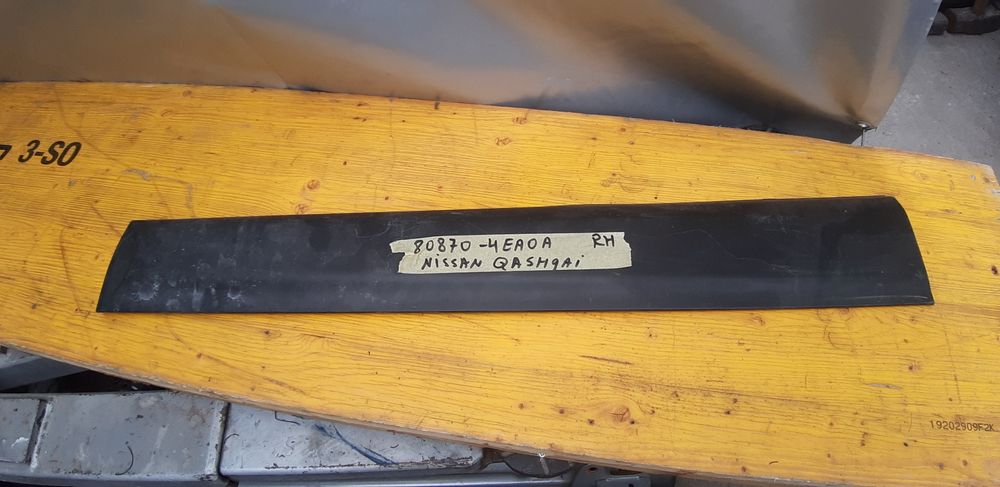 3-SO
80870-4EA0A RH
NISSAN QASHQAI
19202909F2K